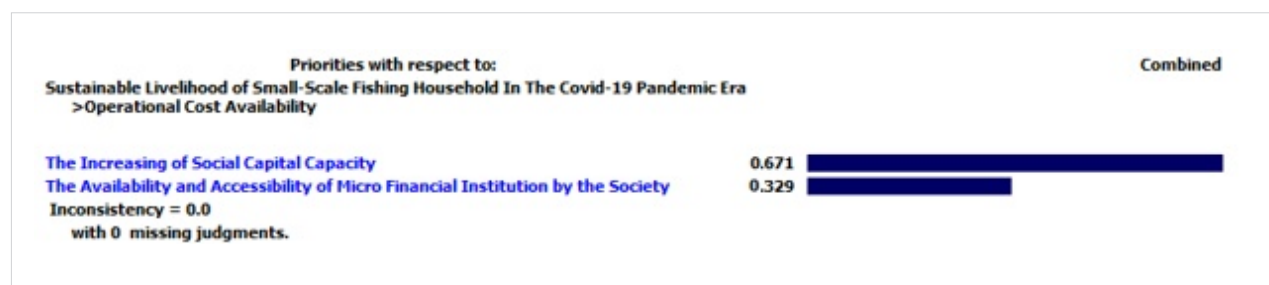 Priorities with respect to:
Combined
Sustainable Livelihood of Small-Scale Fishing Household In The Covid-19 Pandemic Era
>Operational Cost Availability
The Increasing of Social Capital Capacity 0.671
The Availability and Accessibility of Micro Financial Institution by the Society 0.329
Inconsistency = 0.0
with 0 missing judgments.